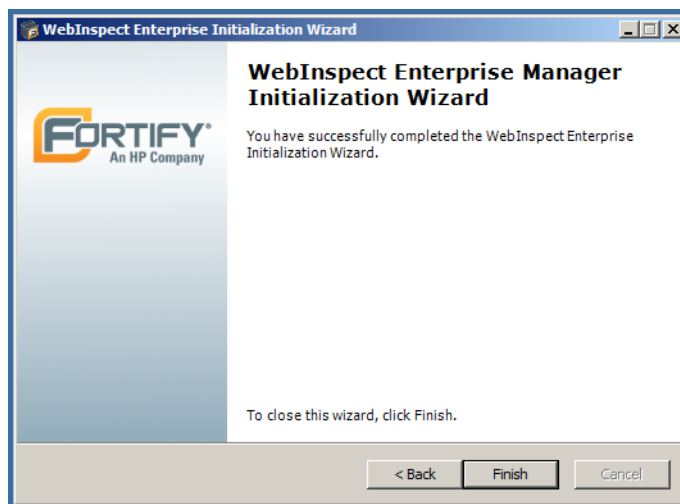 WebInspect Enterprise Initialization Wizard
WebInspect Enterprise Manager
Initialization Wizard
You have successfully completed the WebInspect Enterprise
Initialization Wizard.
FORTIFY
An HP Company
To close this wizard, click Finish.
< Back Finish Cancel